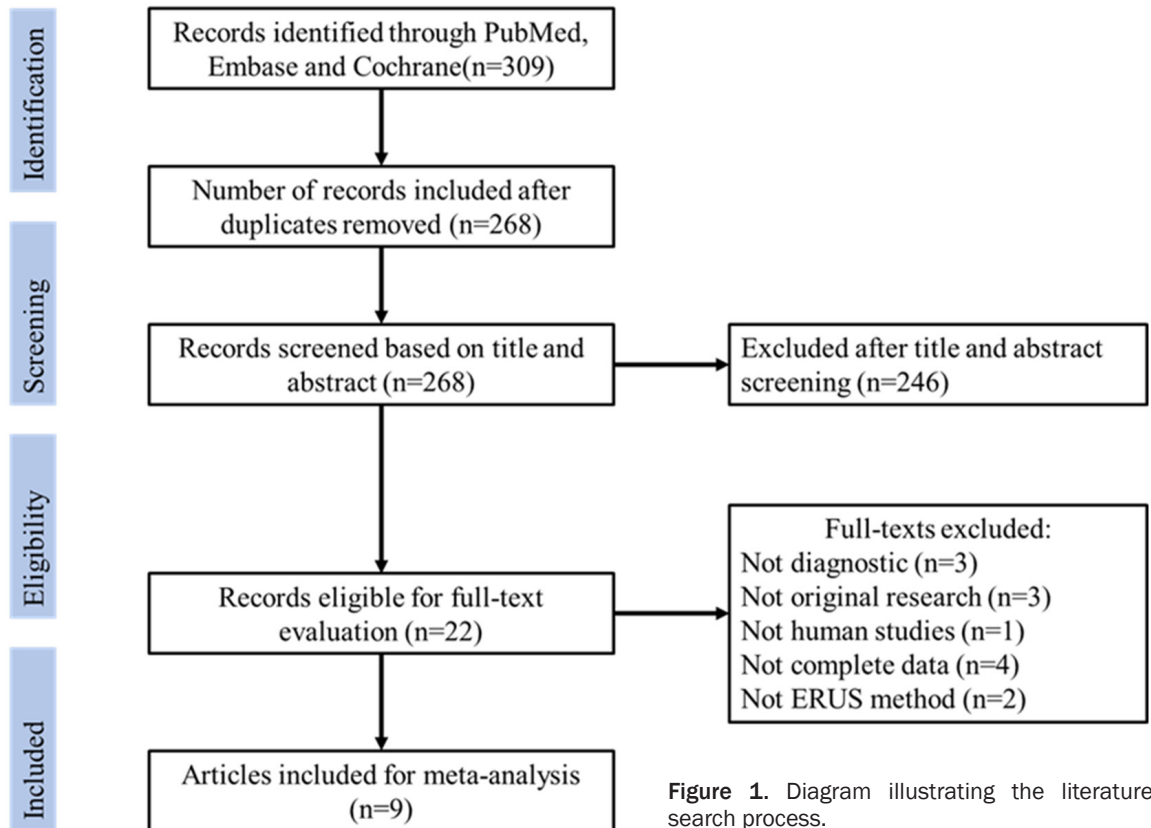 Identification
Records identified through PubMed,
Embase and Cochrane(n=309)
Number of records included after
duplicates removed (n=268)
Screening
Records screened based on title and
abstract (n=268)
Excluded after title and abstract
screening (n=246)
Eligibility
Records eligible for full-text
evaluation (n=22)
Full-texts excluded:
Not diagnostic (n=3)
Not original research (n=3)
Not human studies (n=1)
Not complete data (n=4)
Not ERUS method (n=2)
Included
Articles included for meta-analysis
(n=9)
Figure 1. Diagram illustrating the literature
search process.